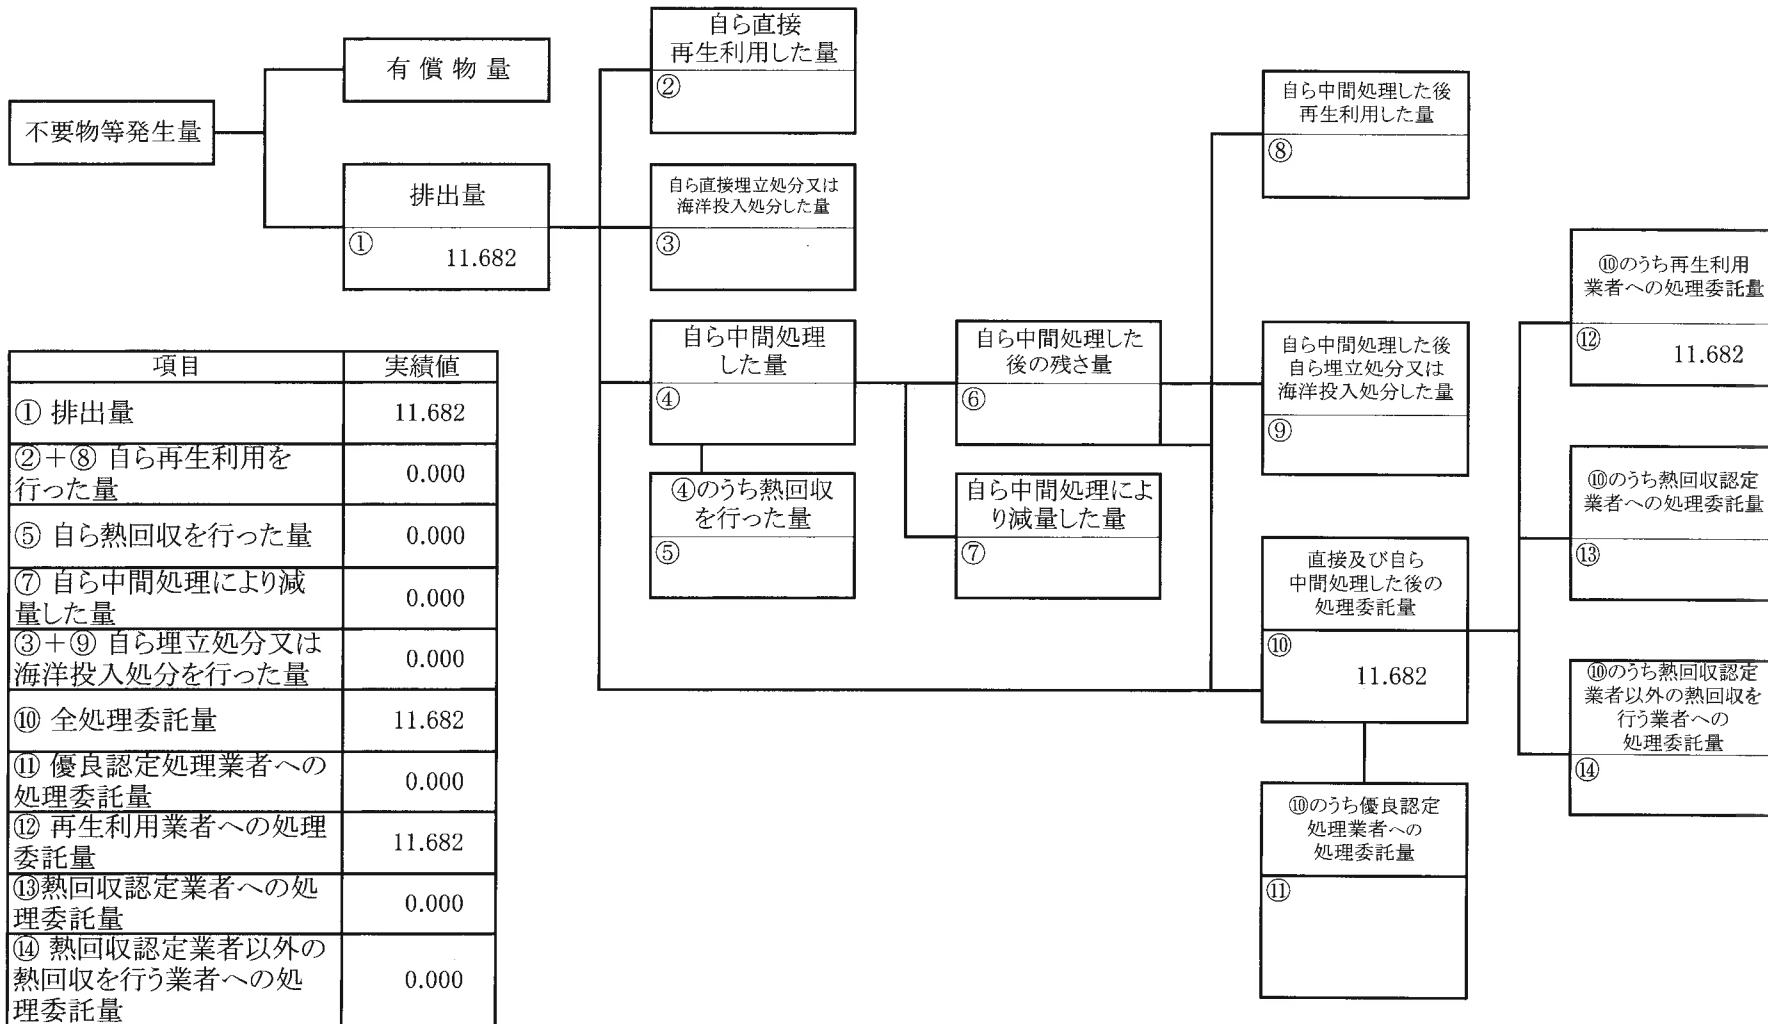 不要物等発生量
有償物量
排出量
①
11.682
自ら直接
再生利用した量
②
自ら直接埋立処分又は
海洋投入処分した量
③
自ら中間処理
した量
④
④のうち熱回収
を行った量
⑤
自ら中間処理した
後の残さ量
⑥
自ら中間処理によ
り減量した量
⑦
自ら中間処理した後
再生利用した量
⑧
自ら中間処理した後
自ら埋立処分又は
海洋投入処分した量
⑨
直接及び自ら
中間処理した後の
処理委託量
⑩
11.682
⑩のうち優良認定
処理業者への
処理委託量
⑪
⑩のうち再生利用
業者への処理委託量
⑫
11.682
⑩のうち熱回収認定
業者への処理委託量
⑬
⑩のうち熱回収認定
業者以外の熱回収を
行う業者への
処理委託量
⑭
項目 実績値
① 排出量 11.682
②+⑧ 自ら再生利用を
行った量 0.000
⑤ 自ら熱回収を行った量 0.000
⑦ 自ら中間処理により減
量した量 0.000
③+⑨ 自ら埋立処分又は
海洋投入処分を行った量 0.000
⑩ 全処理委託量 11.682
⑪ 優良認定処理業者への
処理委託量 0.000
⑫ 再生利用業者への処理
委託量 11.682
⑬熱回収認定業者への処
理委託量 0.000
⑭ 熱回収認定業者以外の
熱回収を行う業者への処
理委託量 0.000